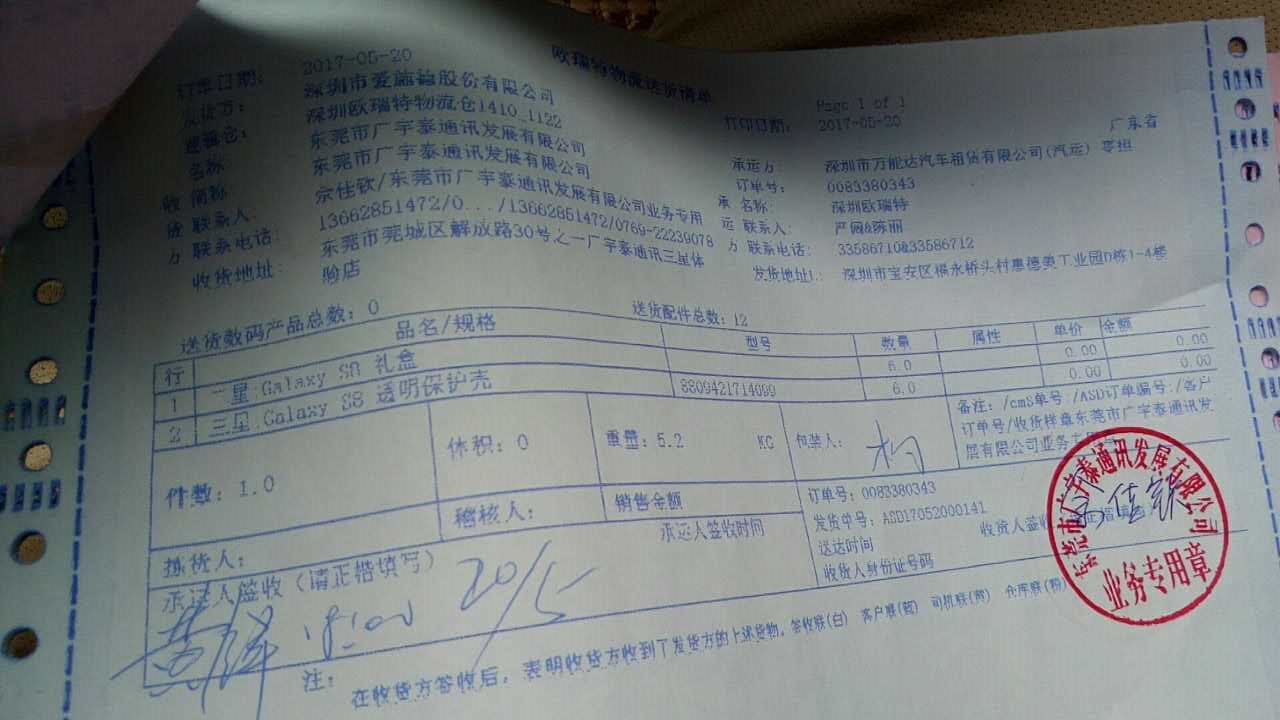 欧瑞特物流送货清单
订单日期: 2017-05-20
Page 1 of 1
发货方: 深圳市爱施德股份有限公司
打印日期: 2017-05-20
广东省
逻辑仓: 深圳欧瑞特物流仓1410_1122
名称 东莞市广宇泰通讯发展有限公司
承运方 深圳市万能达汽车租赁有限公司(汽运) 零担
收 简称 东莞市广宇泰通讯发展有限公司
订单号: 0083380343
货 联系人 佳钦/东莞市广宇泰通讯发展有限公司业务专用
承 名称: 深圳欧瑞特
方 联系电话: 13662851472/0.../13662851472/0769-22239078
运 联系人: 严闻&陈丽
收货地址: 东莞市莞城区解放路30号之一广宇泰通讯三星体
方 联系电话: 33586710&33586712
验店
发货地址: 深圳市宝安区福永桥头村惠德美工业园D栋1-4楼
送货数码产品总数: 0
送货配件总数: 12
行 品名/规格 型号 数量 属性 单价 金额
1 三星.Galaxy S8 礼盒 6.0 0.00 0.00
2 三星.Galaxy S8 透明保护壳 8809421714099 6.0 0.00 0.00
件数: 1.0
体积: 0
重量: 5.2 KG
包装人:
备注: /cmS单号:/ASD订单编号:/客户
订单号/收货样章东莞市广宇泰通讯发
展有限公司业务专用
拣货人:
稽核人:
销售金额
订单号: 0083380343
发货单号: ASD17052000141
送达时间
收货人身份证号码
收货人签收
承运人签收 (请正楷填写)
承运人签收时间
20/5
东莞市广宇泰通讯发展有限公司
业务专用章
注: 在收货方签收后, 表明收货方收到了发货方的上述货物, 签收联(白) 客户联(蓝) 司机联(黄) 仓库联(粉)